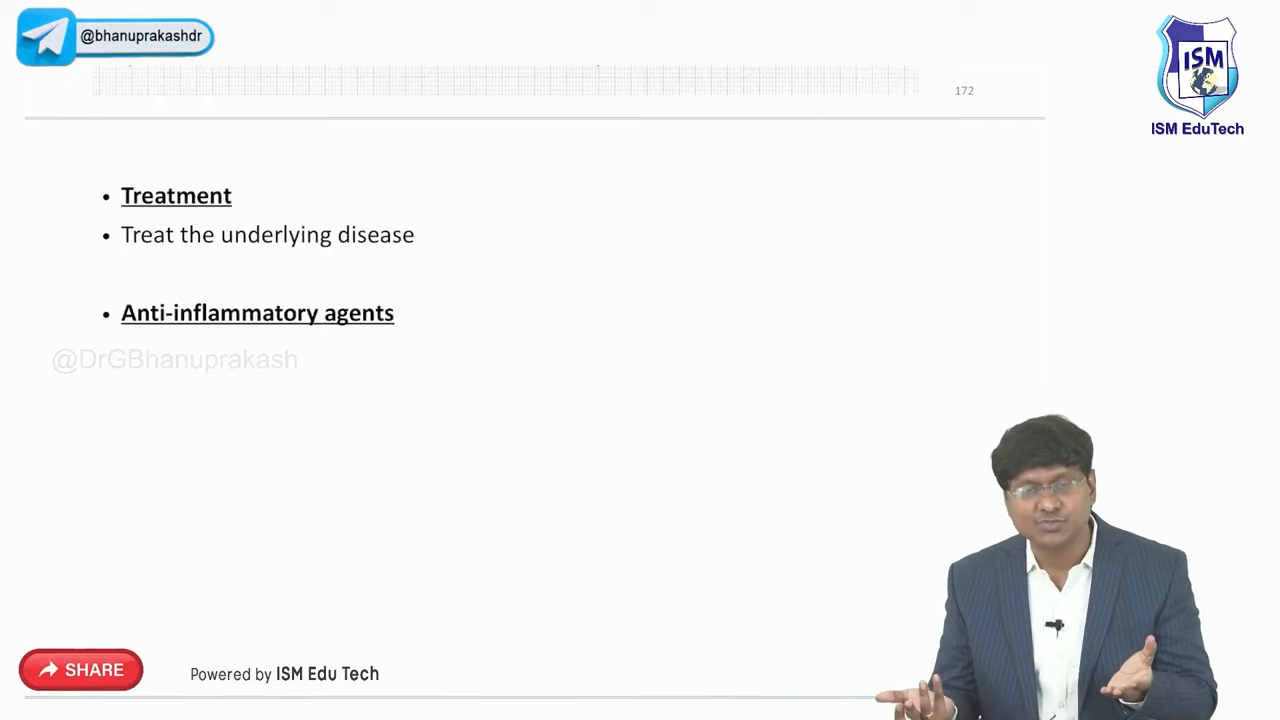 @bhanuprakashdr
ISM
ISM EduTech
172
• Treatment
• Treat the underlying disease
• Anti-inflammatory agents
@DrGBhanuprakash
SHARE
Powered by ISM Edu Tech